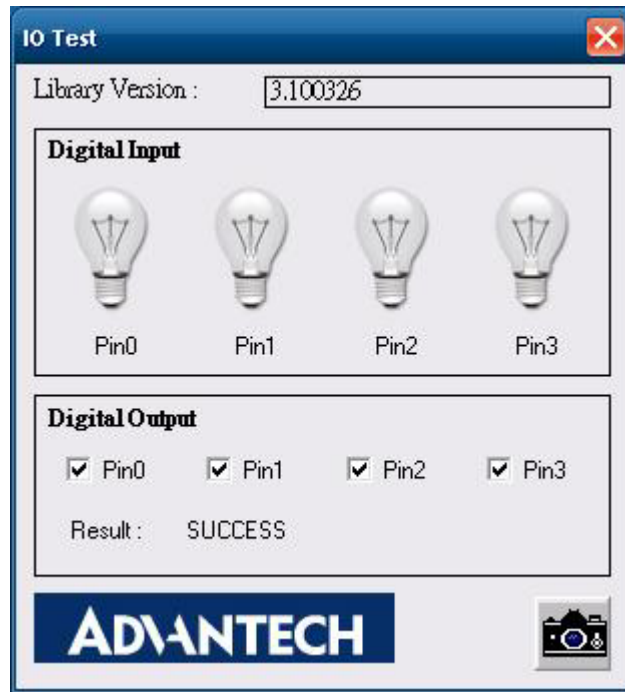 IO Test
Library Version : 3.100326
Digital Input
Pin0 Pin1 Pin2 Pin3
Digital Output
Pin0 Pin1 Pin2 Pin3
Result : SUCCESS
ADVANTECH